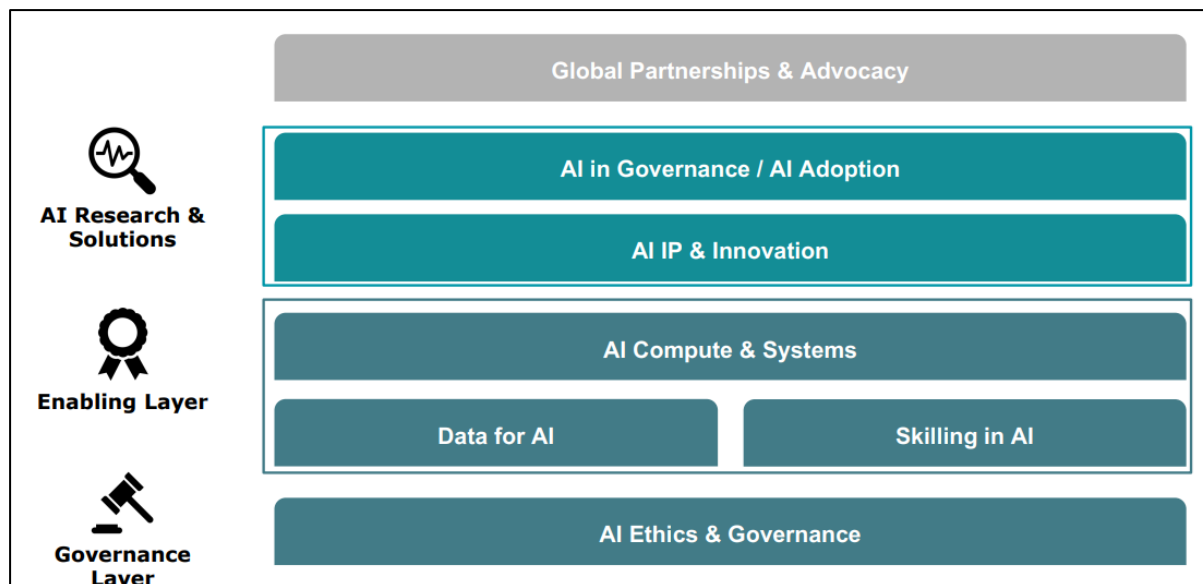 Global Partnerships & Advocacy
AI in Governance / AI Adoption
AI Research &
Solutions
AI IP & Innovation
AI Compute & Systems
Enabling Layer
Data for AI
Skilling in AI
AI Ethics & Governance
Governance
Layer